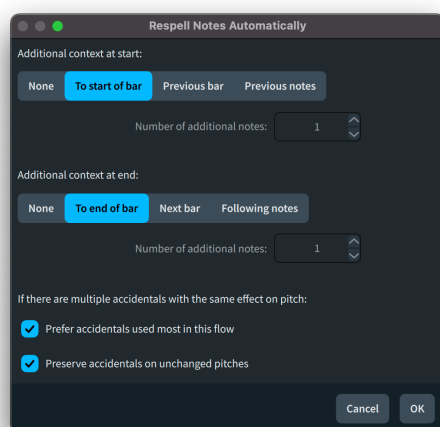 Respell Notes Automatically
Additional context at start:
None To start of bar Previous bar Previous notes
Number of additional notes: 1
Additional context at end:
None To end of bar Next bar Following notes
Number of additional notes: 1
If there are multiple accidentals with the same effect on pitch:
Prefer accidentals used most in this flow
Preserve accidentals on unchanged pitches
Cancel OK